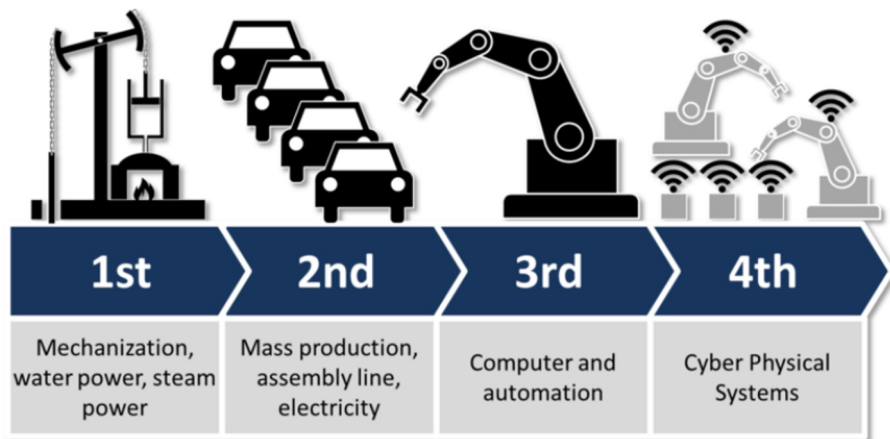 1st
2nd
3rd
4th
Mechanization,
water power, steam
power
Mass production,
assembly line,
electricity
Computer and
automation
Cyber Physical
Systems